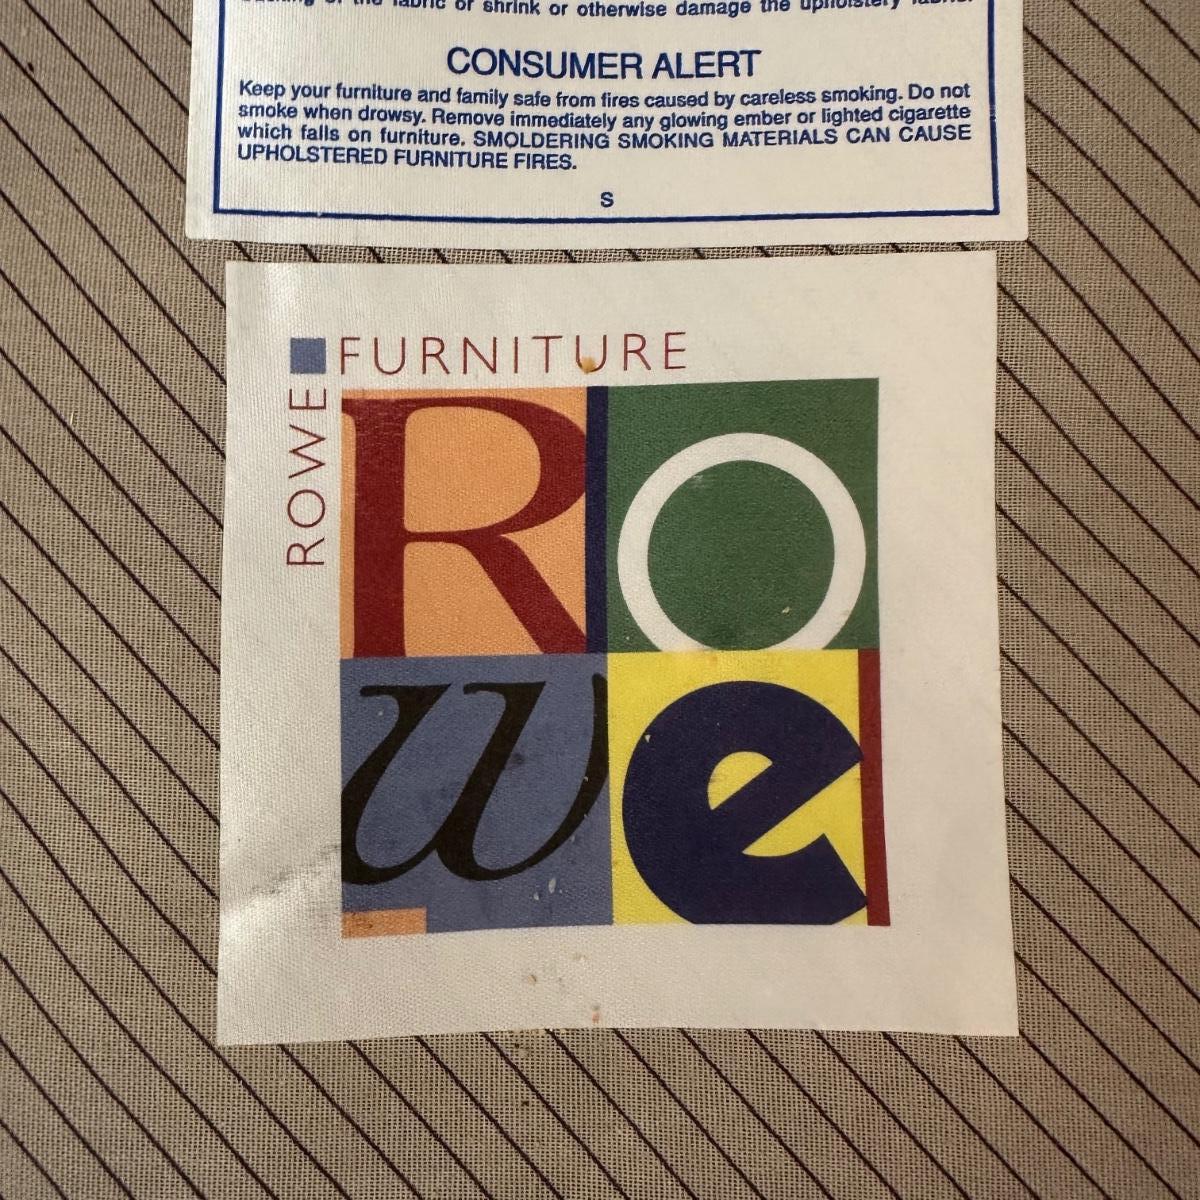 of the fabric or shrink or otherwise damage the upholstery fabric.
CONSUMER ALERT
Keep your furniture and family safe from fires caused by careless smoking. Do not
smoke when drowsy. Remove immediately any glowing ember or lighted cigarette
which falls on furniture. SMOLDERING SMOKING MATERIALS CAN CAUSE
UPHOLSTERED FURNITURE FIRES.
S
FURNITURE
ROWE
Ro
we